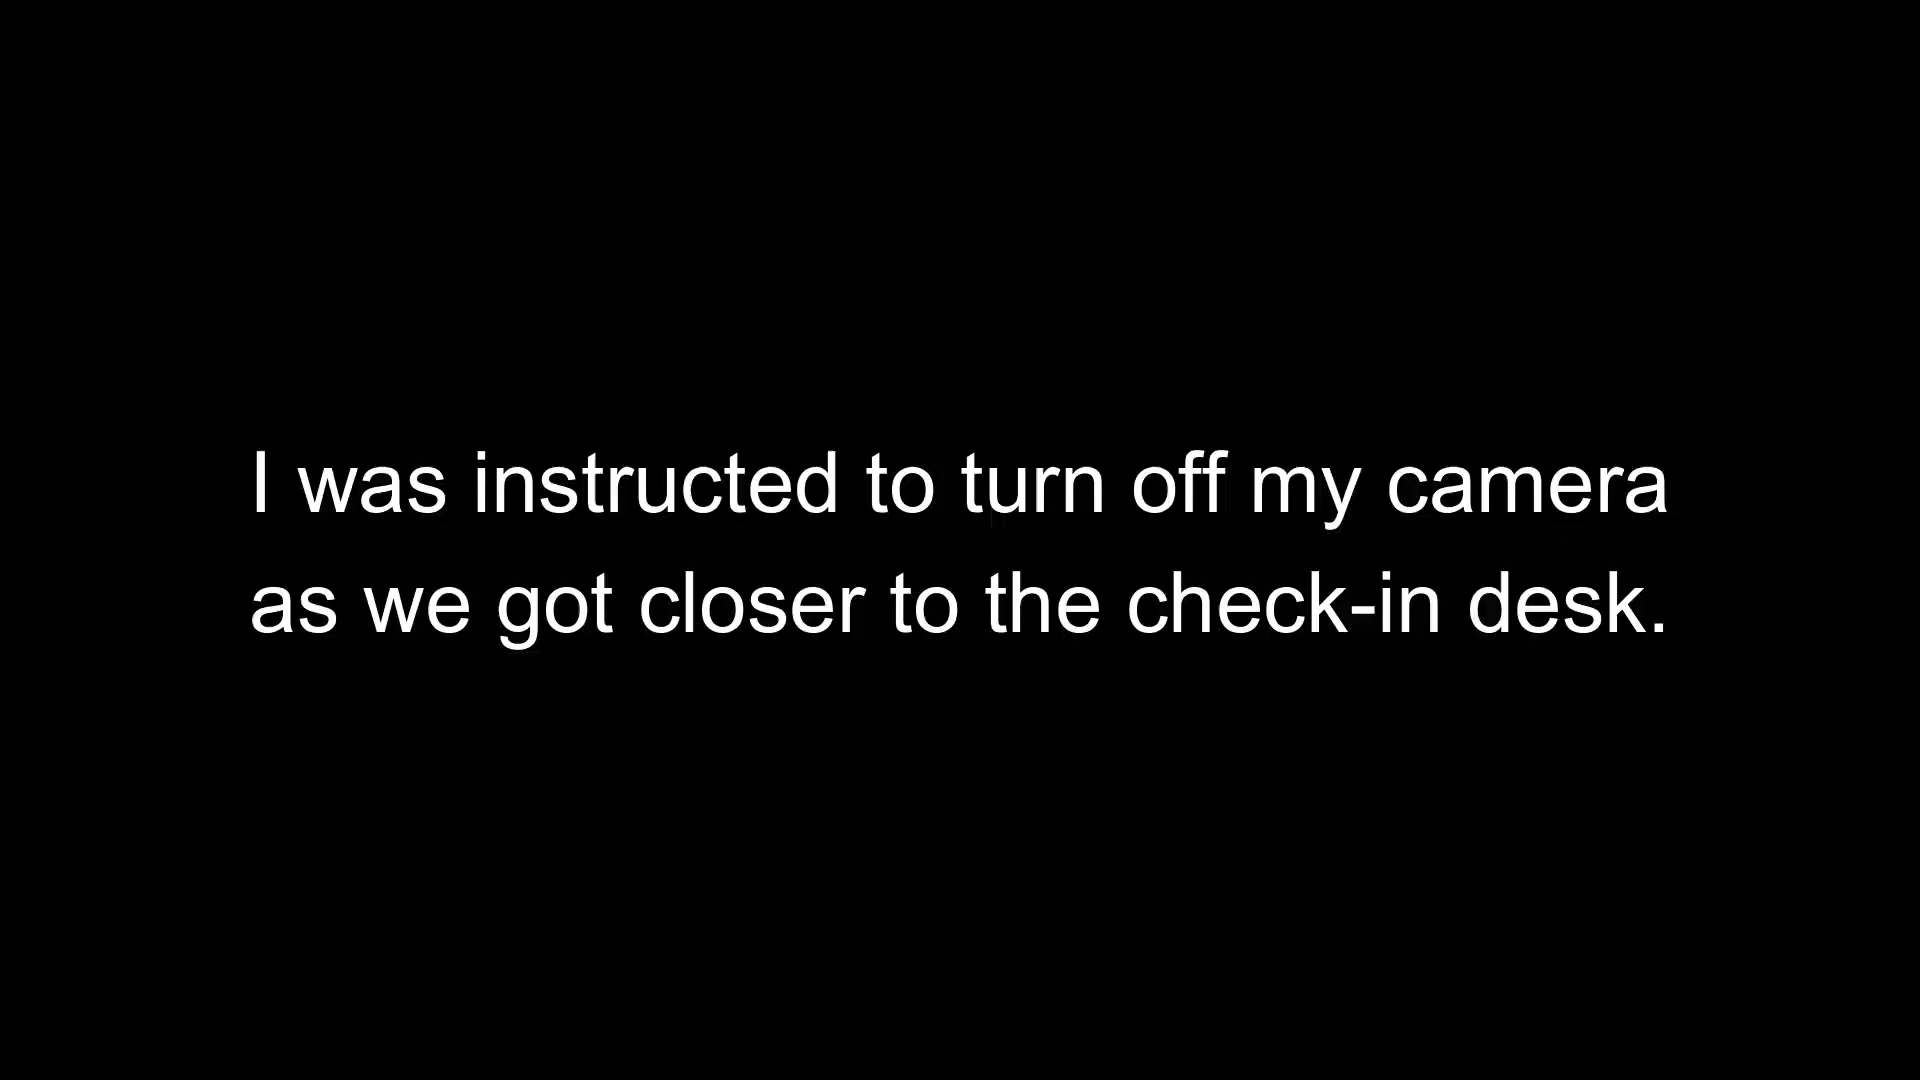 I was instructed to turn off my camera
as we got closer to the check-in desk.